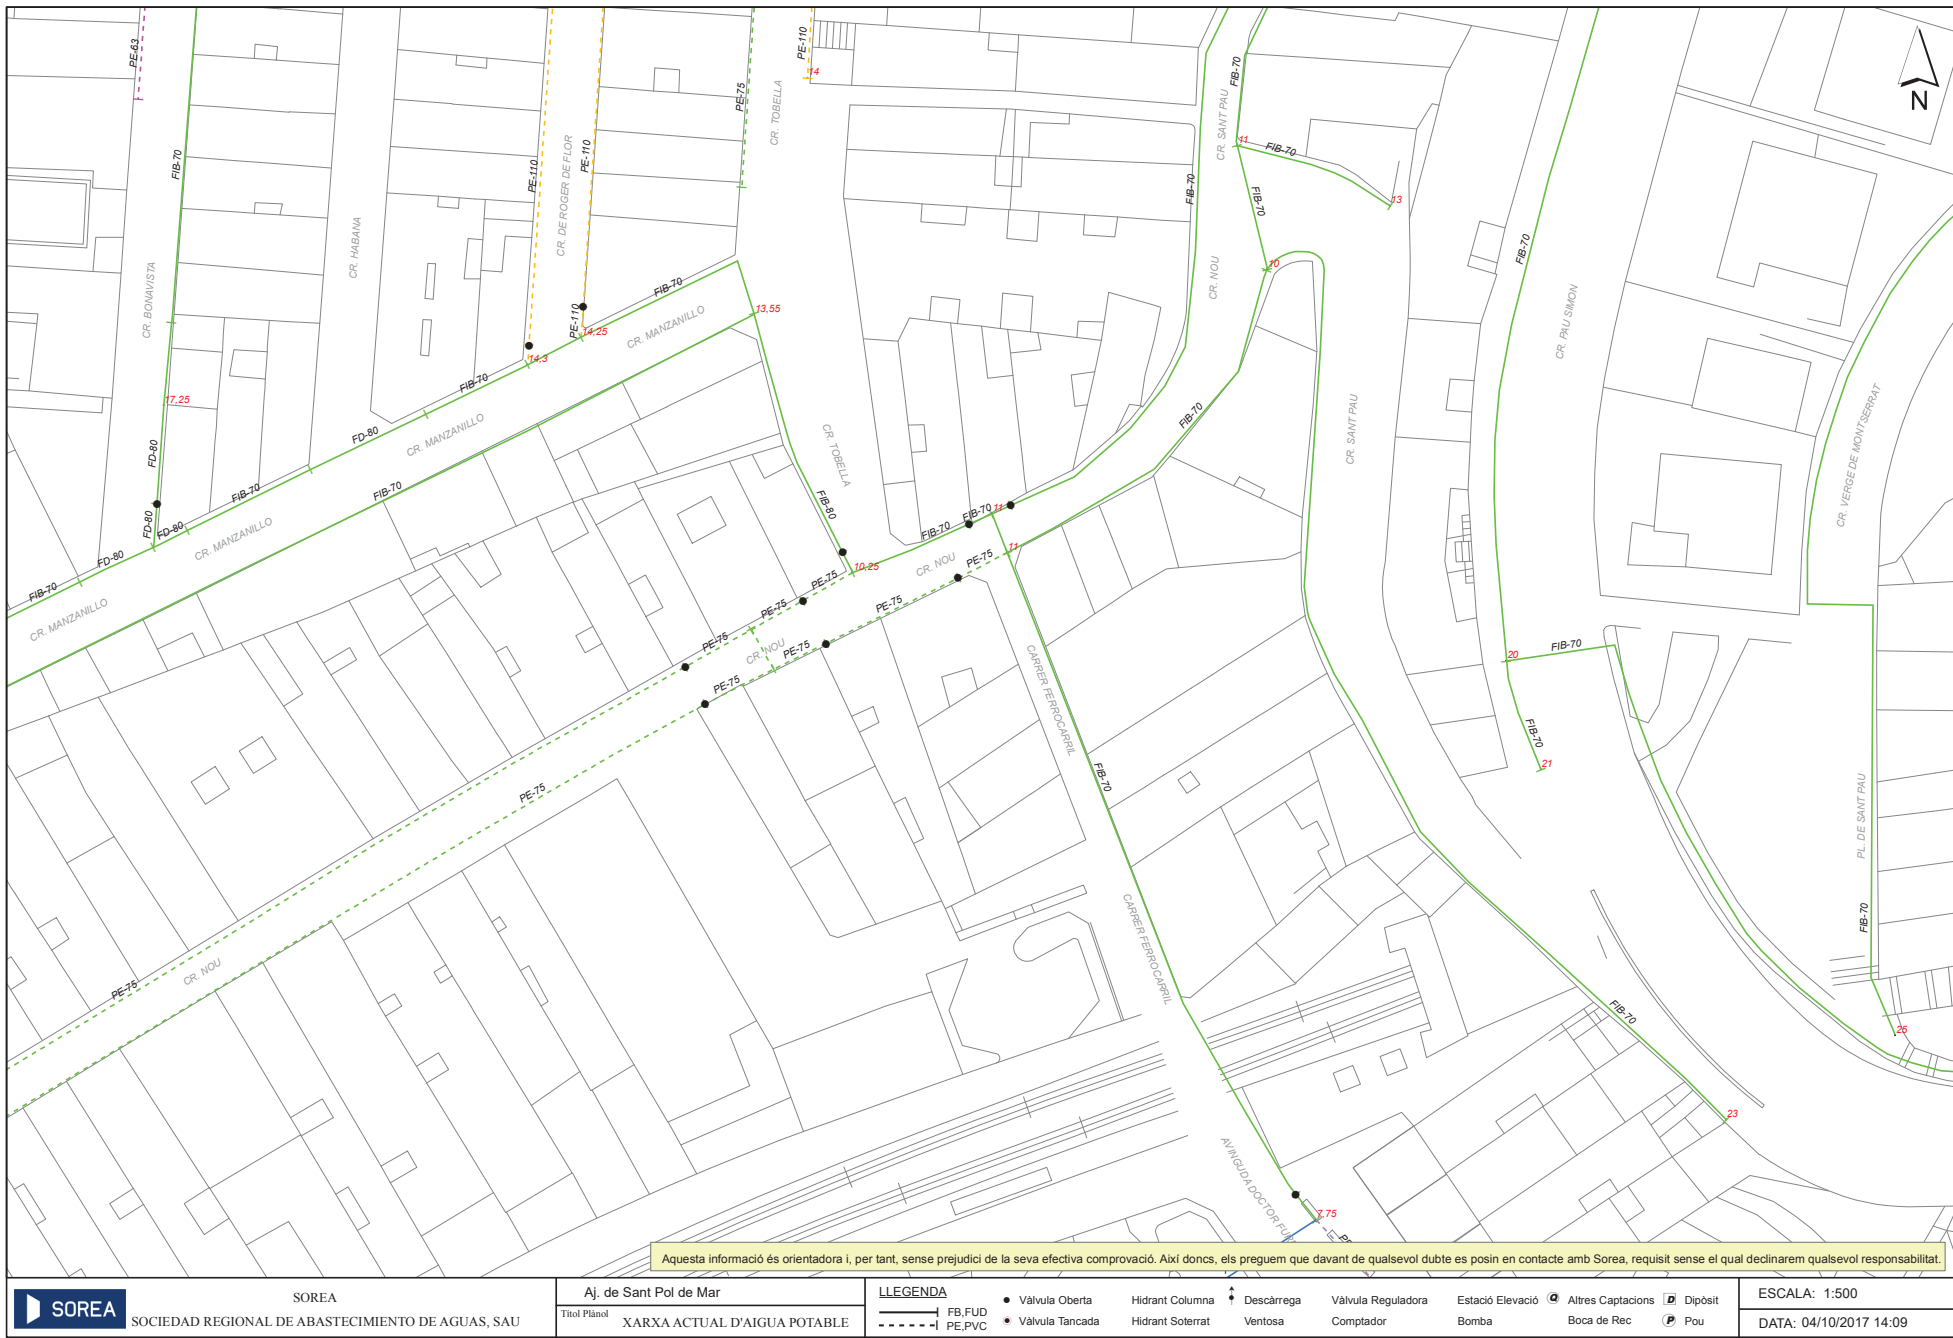 PE-63
PE-110
14
PE-75
CR. TOBELLA
FIB-70
CR. SANT PAU
11
FIB-70
13
N
FIB-70
PE-110
PE-110
CR. DE ROGER DE FLOR
FIB-70
FIB-70
10
FIB-70
CR. HABANA
CR. BONAVISTA
CR. NOU
CR. PAU SIMON
FIB-70
CR. MANZANILLO
13,55
PE-110
14,25
14,3
FIB-70
17,25
FD-80
CR. MANZANILLO
FIB-70
CR. SANT PAU
CR. VERGE DE MONTSERRAT
FD-80
FIB-70
FIB-70
CR. TOBELLA
FIB-80
FD-80
FD-80
CR. MANZANILLO
FIB-70
FIB-70
11
11
FD-80
FIB-70
CR. MANZANILLO
10,25
CR. NOU
PE-75
PE-75
PE-75
PE-75
PE-75
CR. NOU
PE-75
PE-75
CARRER FERROCARRIL
20
FIB-70
FIB-70
21
FIB-70
PE-75
PL. DE SANT PAU
FIB-70
CR. NOU
PE-75
CARRER FERROCARRIL
FIB-70
25
23
AVINGUDA DOCTOR FUR
7,75
Aquesta informació és orientadora i, per tant, sense prejudici de la seva efectiva comprovació. Així doncs, els preguem que davant de qualsevol dubte es posin en contacte amb Sorea, requisit sense el qual declinarem qualsevol responsabilitat.
SOREA
SOREA
SOCIEDAD REGIONAL DE ABASTECIMIENTO DE AGUAS, SAU
Aj. de Sant Pol de Mar
Títol Plànol
XARXA ACTUAL D'AIGUA POTABLE
LLEGENDA
FB,FUD
PE,PVC
Vàlvula Oberta Hidrant Columna Descàrrega Vàlvula Reguladora Estació Elevació Altres Captacions D Dipòsit
Vàlvula Tancada Hidrant Soterrat Ventosa Comptador Bomba Boca de Rec P Pou
ESCALA: 1:500
DATA: 04/10/2017 14:09